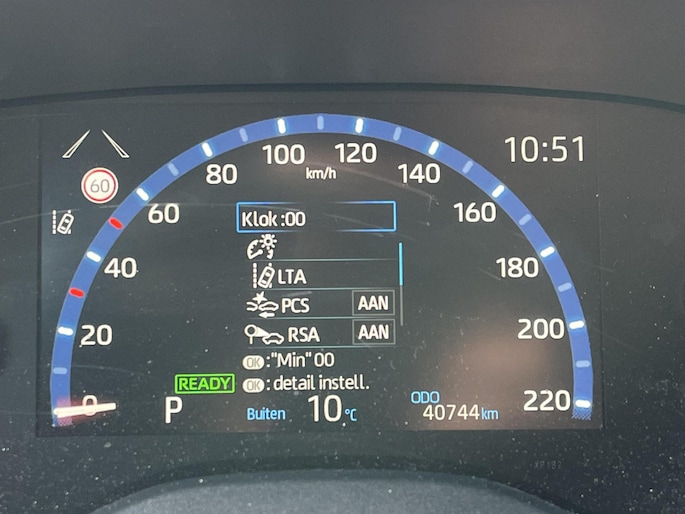 10:51
60
0
20
40
60
80
100
120
140
160
180
200
220
km/h
Klok :00
LTA
PCS AAN
RSA AAN
OK :"Min" 00
OK : detail instell.
READY
P
Buiten 10 °C
ODO
40744 km